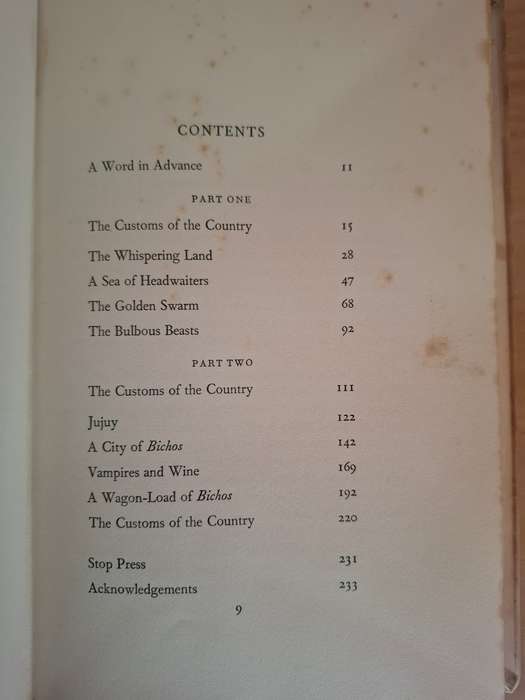 CONTENTS
A Word in Advance 11
PART ONE
The Customs of the Country 15
The Whispering Land 28
A Sea of Headwaiters 47
The Golden Swarm 68
The Bulbous Beasts 92
PART TWO
The Customs of the Country 111
Jujuy 122
A City of Bichos 142
Vampires and Wine 169
A Wagon-Load of Bichos 192
The Customs of the Country 220
Stop Press 231
Acknowledgements 233
9